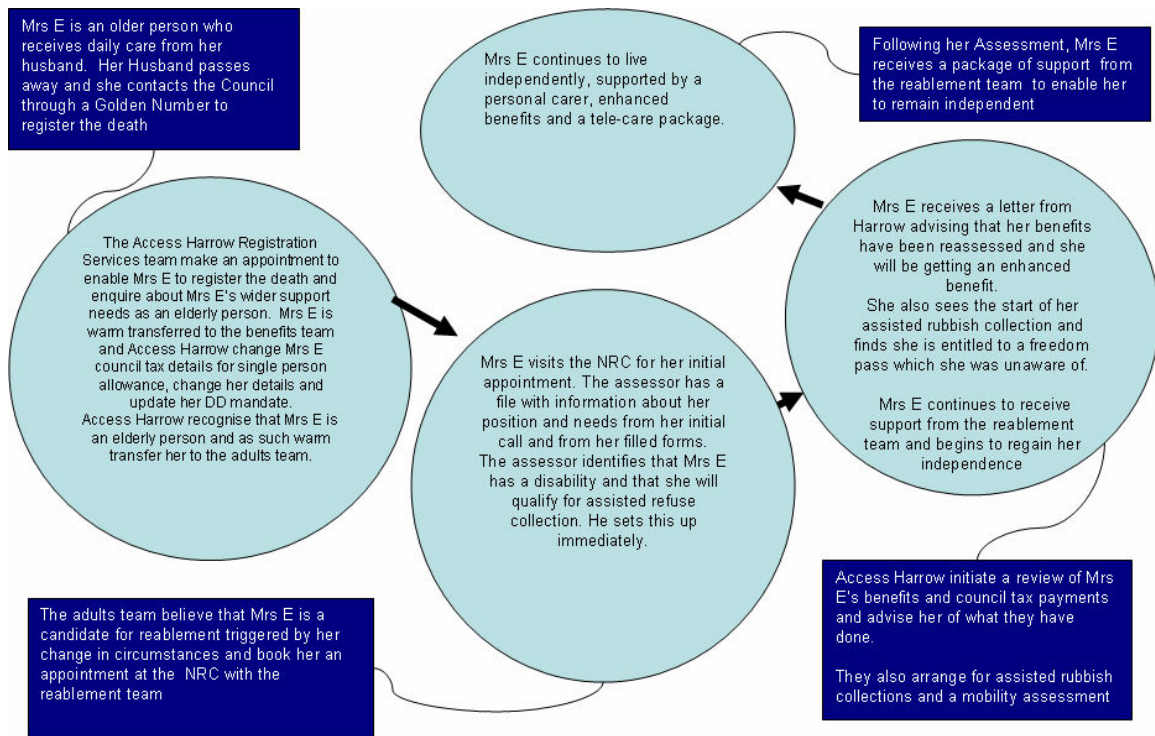 Mrs E is an older person who
receives daily care from her
husband.  Her Husband passes
away and she contacts the Council
through a Golden Number to
register the death
The Access Harrow Registration
Services team make an appointment to
enable Mrs E to register the death and
enquire about Mrs E's wider support
needs as an elderly person.  Mrs E is
warm transferred to the benefits team
and Access Harrow change Mrs E
council tax details for single person
allowance, change her details and
update her DD mandate.
Access Harrow recognise that Mrs E is
an elderly person and as such warm
transfer her to the adults team.
The adults team believe that Mrs E is a
candidate for reablement triggered by her
change in circumstances and book her an
appointment at the  NRC with the
reablement team
Mrs E visits the NRC for her initial
appointment. The assessor has a
file with information about her
position and needs from her initial
call and from her filled forms.
The assessor identifies that Mrs E
has a disability and that she will
qualify for assisted refuse
collection. He sets this up
immediately.
Access Harrow initiate a review of Mrs
E's benefits and council tax payments
and advise her of what they have
done.
They also arrange for assisted rubbish
collections and a mobility assessment
Mrs E receives a letter from
Harrow advising that her benefits
have been reassessed and she
will be getting an enhanced
benefit.
She also sees the start of her
assisted rubbish collection and
finds she is entitled to a freedom
pass which she was unaware of.
Mrs E continues to receive
support from the reablement
team and begins to regain her
independence
Following her Assessment, Mrs E
receives a package of support  from
the reablement team  to enable her
to remain independent
Mrs E continues to live
independently, supported by a
personal carer, enhanced
benefits and a tele-care package.